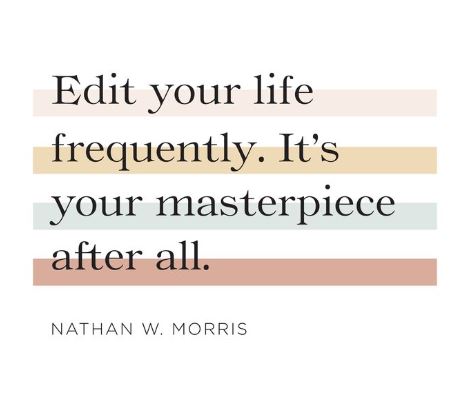 Edit your life
frequently. It’s
your masterpiece
after all.
NATHAN W. MORRIS